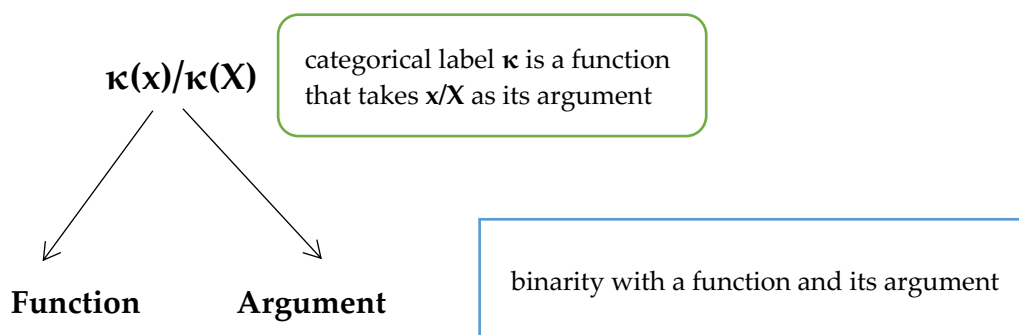 κ(x)/κ(X)
categorical label κ is a function
that takes x/X as its argument
binarity with a function and its argument
Function
Argument